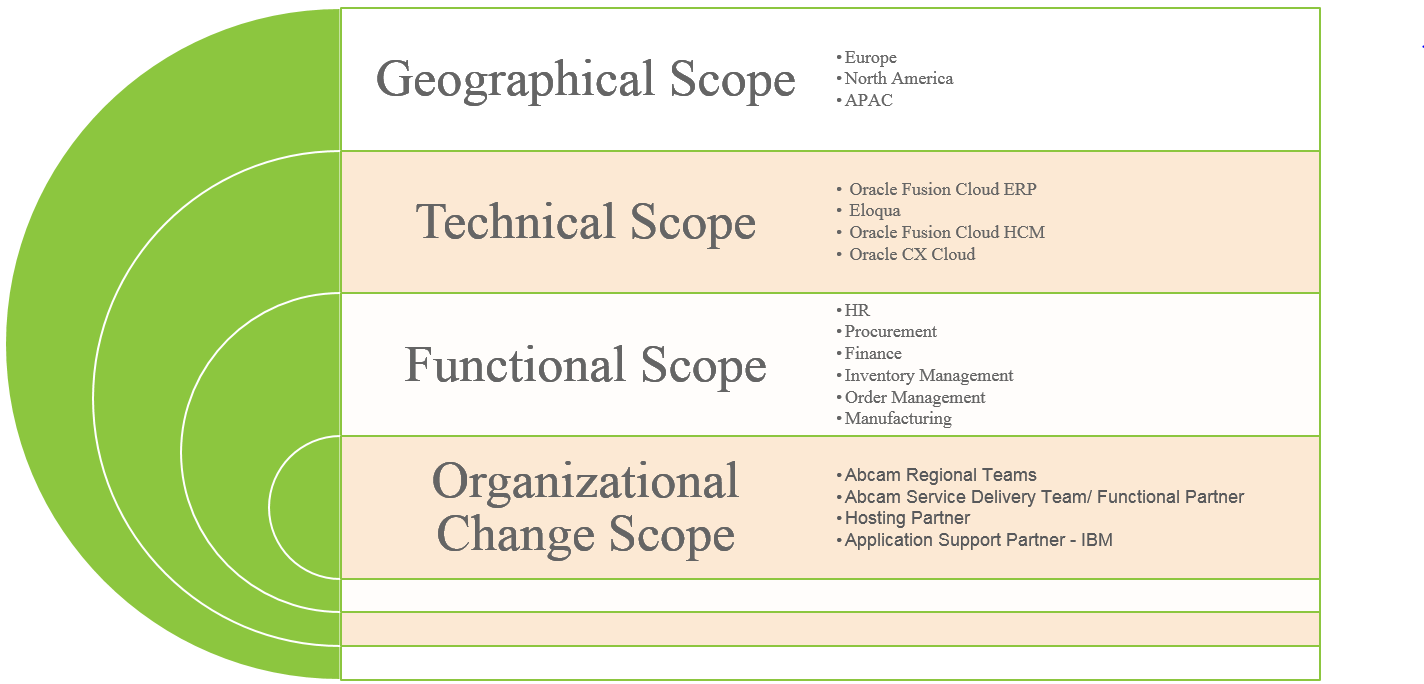 Geographical Scope
•Europe
•North America
•APAC
Technical Scope
• Oracle Fusion Cloud ERP
• Eloqua
• Oracle Fusion Cloud HCM
• Oracle CX Cloud
Functional Scope
•HR
•Procurement
•Finance
•Inventory Management
•Order Management
•Manufacturing
Organizational
Change Scope
•Abcam Regional Teams
•Abcam Service Delivery Team/ Functional Partner
•Hosting Partner
•Application Support Partner - IBM